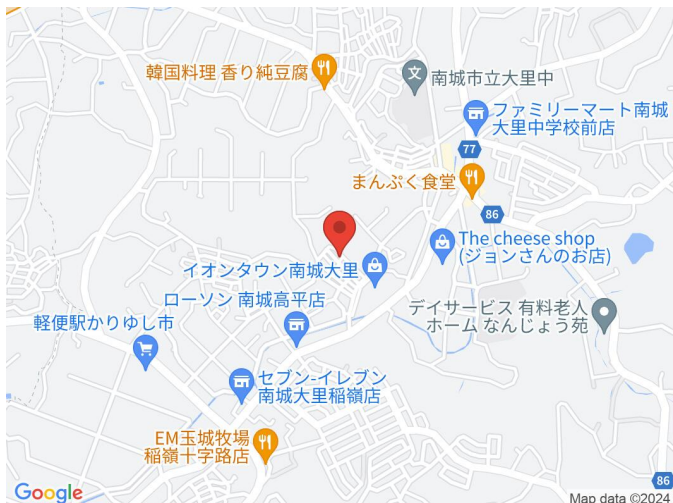 韓国料理 香り純豆腐
文
南城市立大里中
ファミリーマート南城
大里中学校前店
77
まんぷく食堂
86
The cheese shop
(ジョンさんのお店)
イオンタウン南城大里
ローソン 南城高平店
デイサービス 有料老人
ホーム なんじょう苑
軽便駅かりゆし市
セブン-イレブン
南城大里稲嶺店
EM玉城牧場
稲嶺十字路店
86
Google
Map data ©2024